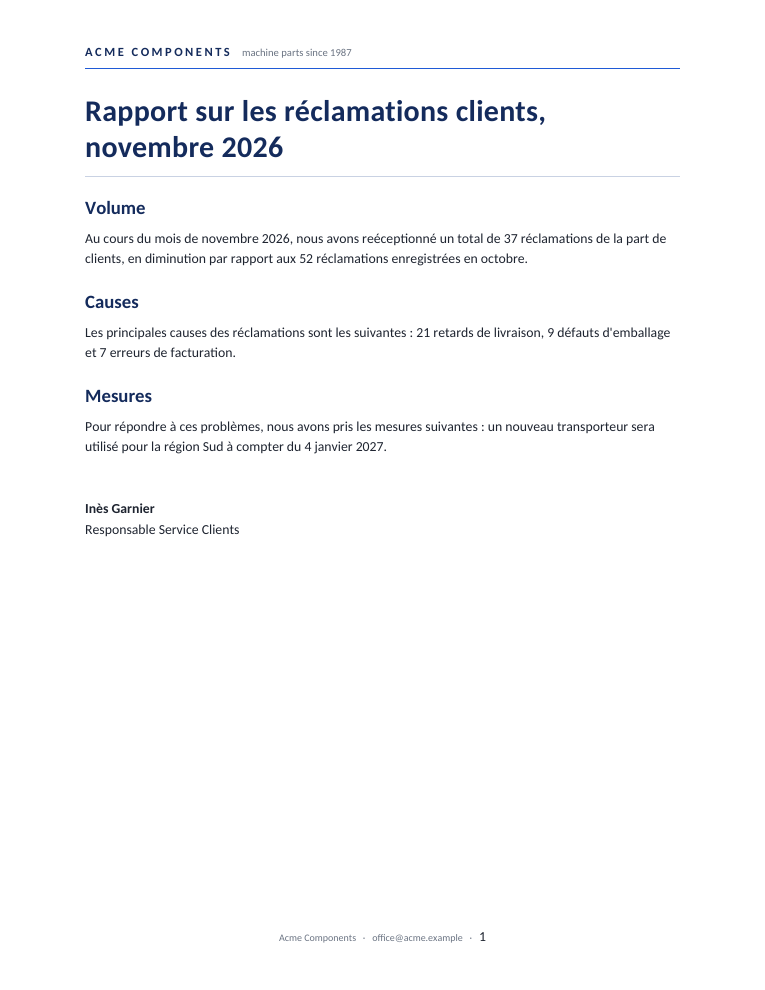 ACME COMPONENTS machine parts since 1987
Rapport sur les réclamations clients,
novembre 2026
Volume
Au cours du mois de novembre 2026, nous avons reéceptionné un total de 37 réclamations de la part de
clients, en diminution par rapport aux 52 réclamations enregistrées en octobre.
Causes
Les principales causes des réclamations sont les suivantes : 21 retards de livraison, 9 défauts d'emballage
et 7 erreurs de facturation.
Mesures
Pour répondre à ces problèmes, nous avons pris les mesures suivantes : un nouveau transporteur sera
utilisé pour la région Sud à compter du 4 janvier 2027.
Inès Garnier
Responsable Service Clients
Acme Components · office@acme.example · 1